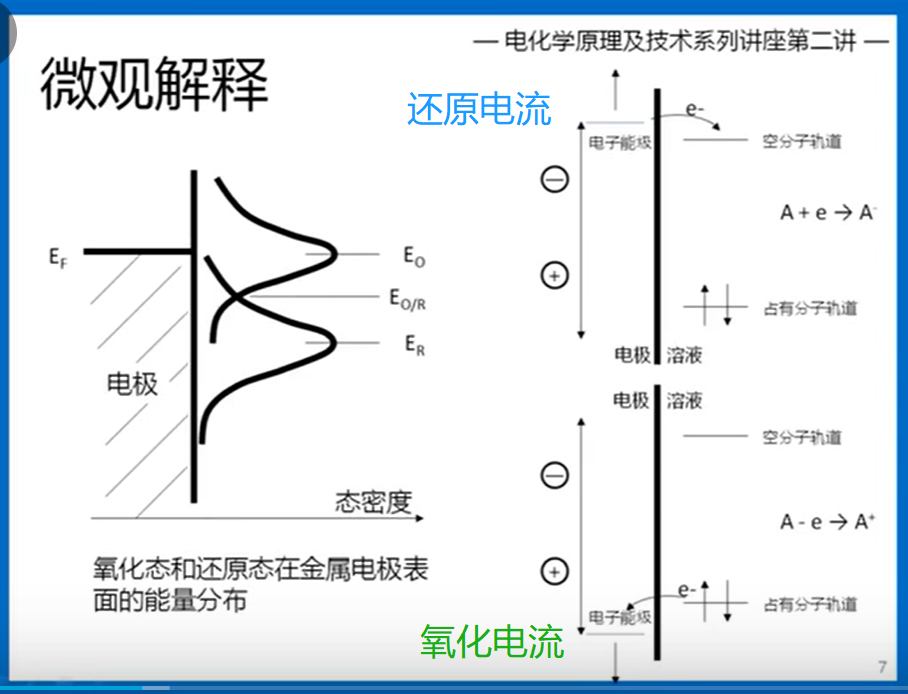 — 电化学原理及技术系列讲座第二讲 —
微观解释
E_F
E_O
E_O/R
E_R
电极
态密度
氧化态和还原态在金属电极表
面的能量分布
还原电流
e-
电子能级
空分子轨道
A + e → A⁻
占有分子轨道
电极 溶液
电极 溶液
空分子轨道
A - e → A⁺
e-
电子能级
占有分子轨道
氧化电流
7